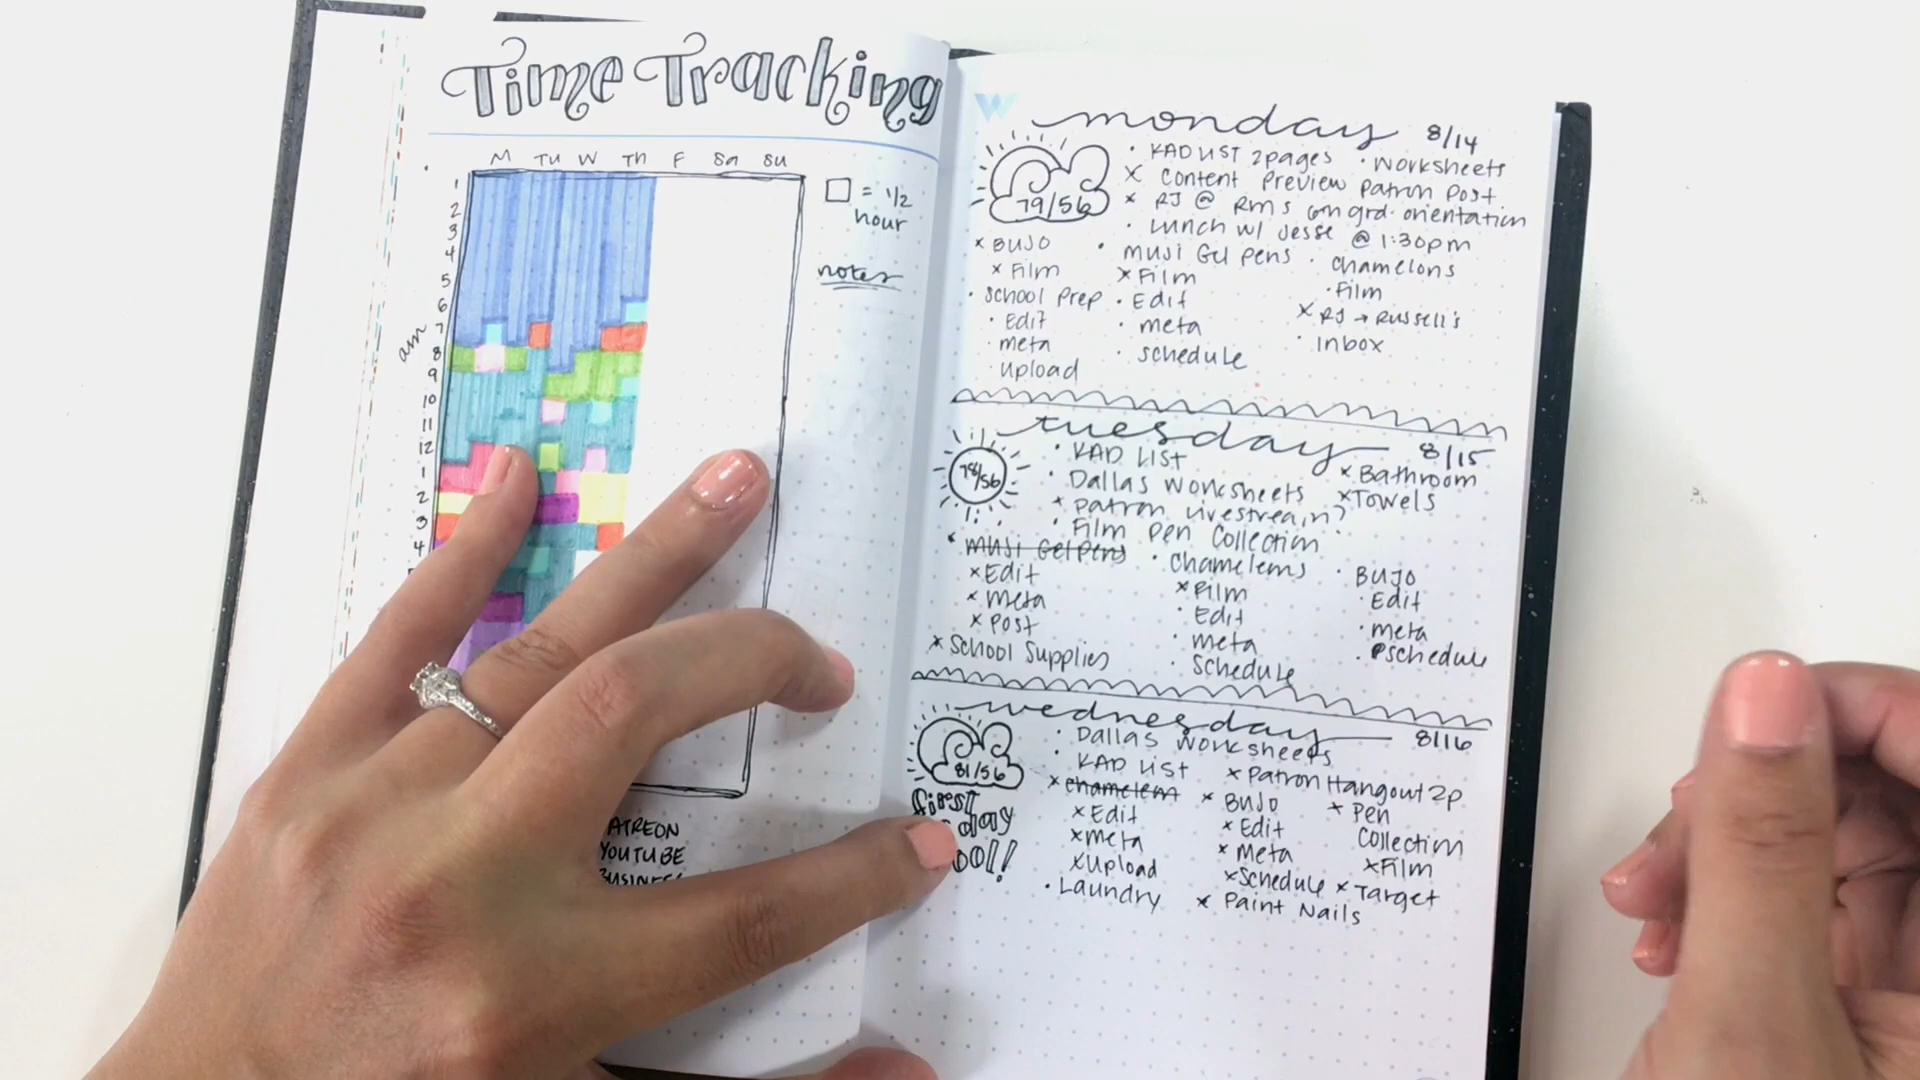 Time Tracking
M TU W Th F Sa SU
1
2
3
4
5
6
7
8
9
10
11
12
1
2
3
4
am
= 1/2
hour
notes
PATREON
YOUTUBE
BUSINESS
monday 8/14
79/56
• KAD LIST 2pages • Worksheets
x Content Preview Patron Post
x RJ @ RMS 6th grd. orientation
• Lunch w/ Jesse @ 1:30pm
x BUJO
x Film
• School Prep
• Edit
• meta
• Upload
• MUJI Gel Pens
x Film
• Edit
• meta
• schedule
• Chamelons
• Film
x RJ → Russell's
• Inbox
tuesday 8/15
78/56
• KAD LIST
• Dallas Worksheets
x Patron Livestream?
• Film Pen Collection
x Bathroom
x Towels
• MUJI Gel Pens
x Edit
x Meta
x Post
x School Supplies
• Chamelems
x Film
• Edit
• meta
• Schedule
• BUJO
• Edit
• meta
• schedule
wednesday 8/16
81/56
first
day
ool!
• Dallas Worksheets
• KAD LIST
x Patron Hangout 2p
x Chamelem
x Edit
x Meta
x Upload
• Laundry
x BUJO
x Edit
x Meta
x Schedule
x Paint Nails
x Pen
Collection
x Film
x Target